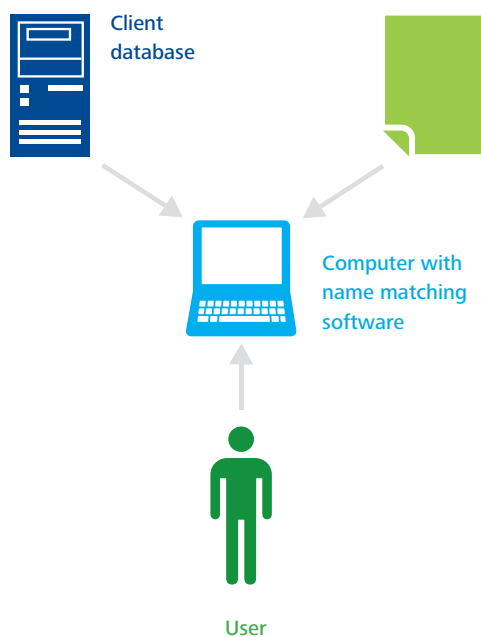 Client
database
Computer with
name matching
software
User